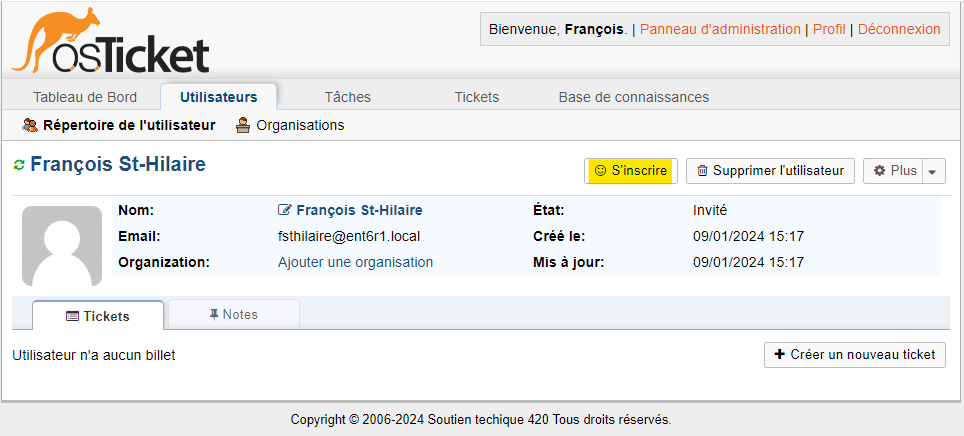 osTicket
Bienvenue, François. | Panneau d'administration | Profil | Déconnexion
Tableau de Bord Utilisateurs Tâches Tickets Base de connaissances
Répertoire de l'utilisateur Organisations
François St-Hilaire
S'inscrire Supprimer l'utilisateur Plus
Nom: François St-Hilaire État: Invité
Email: fsthilaire@ent6r1.local Créé le: 09/01/2024 15:17
Organization: Ajouter une organisation Mis à jour: 09/01/2024 15:17
Tickets Notes
Utilisateur n'a aucun billet Créer un nouveau ticket
Copyright © 2006-2024 Soutien techique 420 Tous droits réservés.